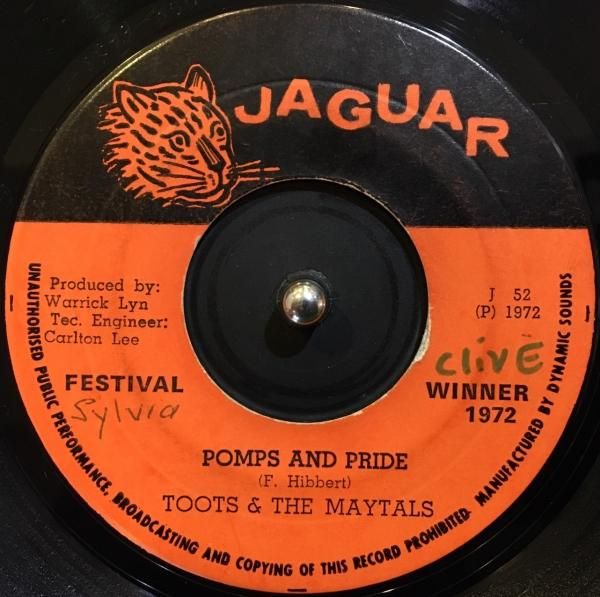 JAGUAR
Produced by:
Warrick Lyn
Tec. Engineer:
Carlton Lee
J 52
(P) 1972
FESTIVAL
Sylvia
CLIVE
WINNER
1972
POMPS AND PRIDE
(F. Hibbert)
TOOTS & THE MAYTALS
UNAUTHORISED PUBLIC PERFORMANCE, BROADCASTING AND COPYING OF THIS RECORD PROHIBITED- MANUFACTURED BY DYNAMIC SOUNDS